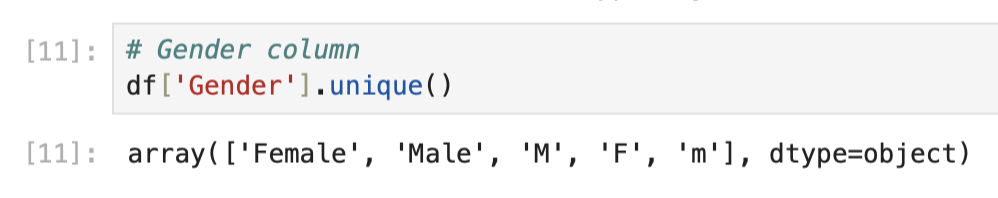 [11]: # Gender column
df['Gender'].unique()
[11]: array(['Female', 'Male', 'M', 'F', 'm'], dtype=object)